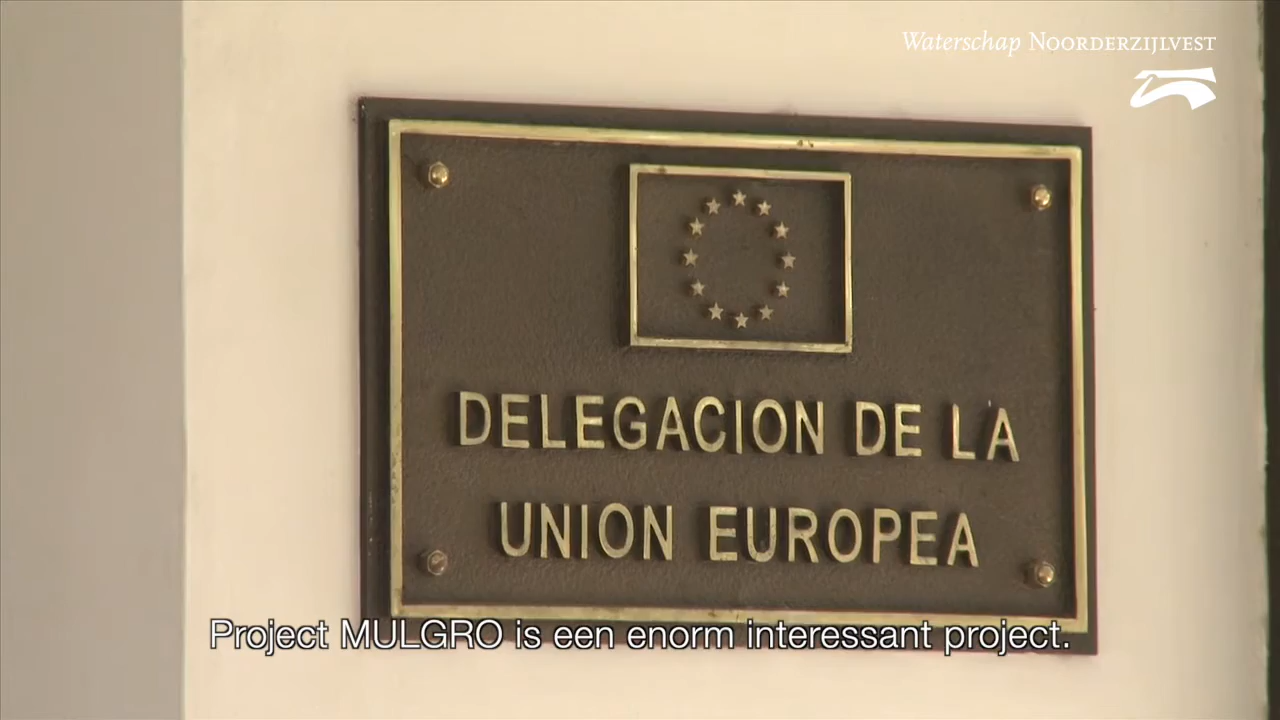 Waterschap NOORDERZIJLVEST
DELEGACION DE LA
UNION EUROPEA
Project MULGRO is een enorm interessant project.